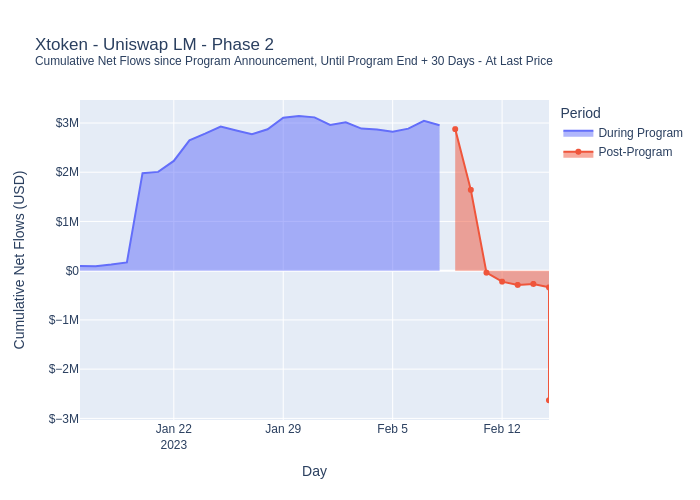 Xtoken - Uniswap LM - Phase 2
Cumulative Net Flows since Program Announcement, Until Program End + 30 Days - At Last Price
Period
During Program
Post-Program
Cumulative Net Flows (USD)
$3M
$2M
$1M
$0
$−1M
$−2M
$−3M
Jan 22
2023
Jan 29
Feb 5
Feb 12
Day